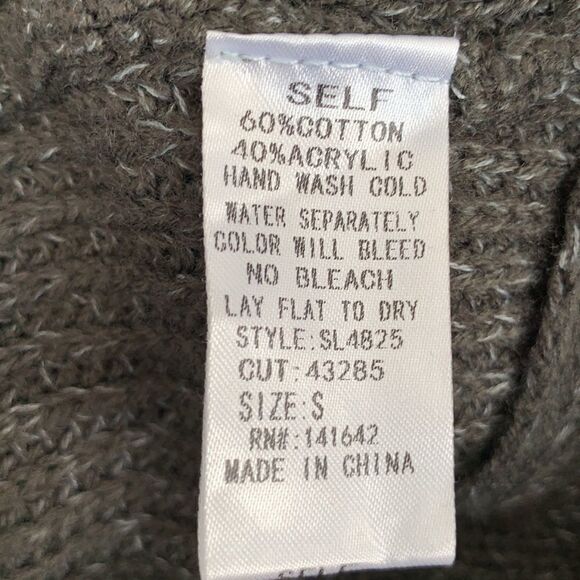 SELF
60%COTTON
40%ACRYLIC
HAND WASH COLD
WATER SEPARATELY
COLOR WILL BLEED
NO BLEACH
LAY FLAT TO DRY
STYLE:SL4825
CUT:43285
SIZE:S
RN#:141642
MADE IN CHINA